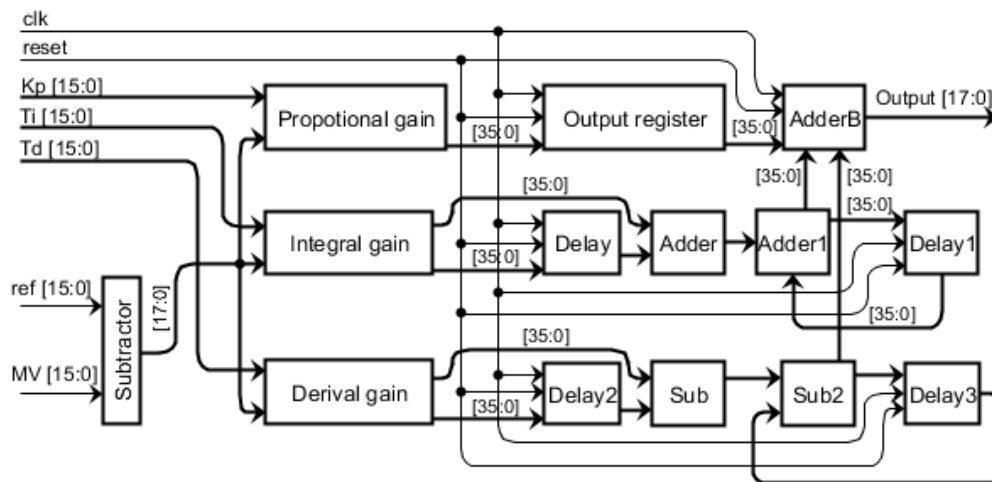 clk
reset
Kp [15:0]
Ti [15:0]
Td [15:0]
Propotional gain
[35:0]
Output register
[35:0]
AdderB
Output [17:0]
[35:0]
[35:0]
[35:0]
[35:0]
Integral gain
[35:0]
Delay
Adder
Adder1
Delay1
[35:0]
ref [15:0]
MV [15:0]
Subtractor
[17:0]
[35:0]
Derival gain
[35:0]
Delay2
Sub
Sub2
Delay3